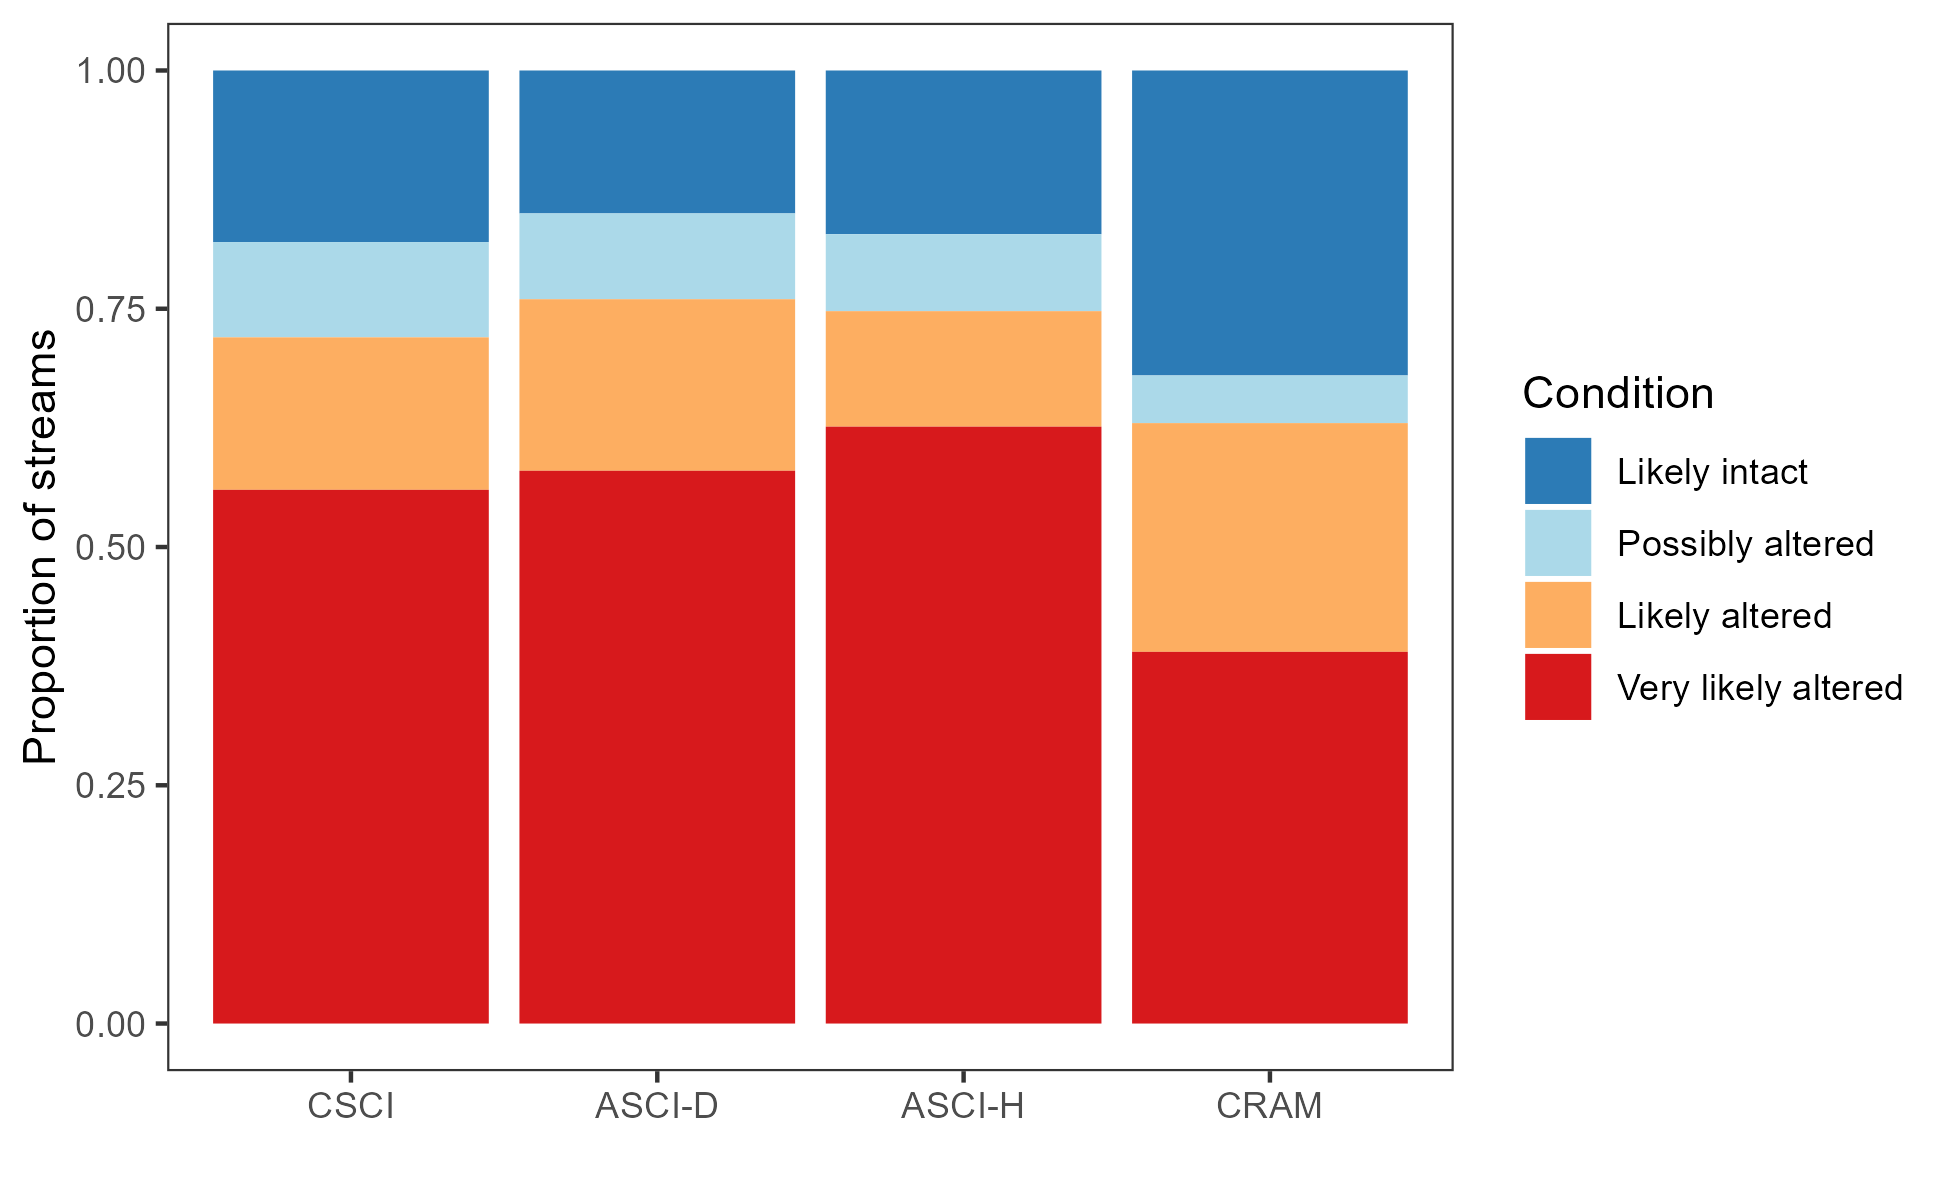 Proportion of streams
1.00
0.75
0.50
0.25
0.00
CSCI
ASCI-D
ASCI-H
CRAM
Condition
Likely intact
Possibly altered
Likely altered
Very likely altered